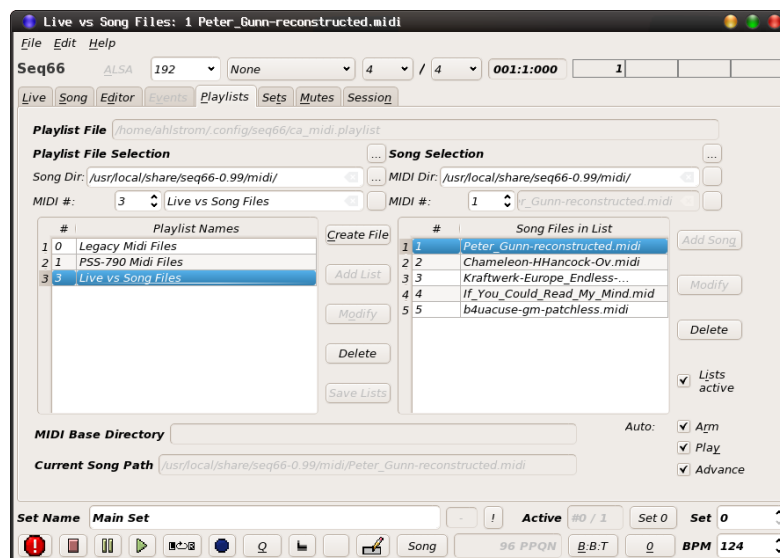 Live vs Song Files: 1 Peter_Gunn-reconstructed.midi
File Edit Help
Seq66 ALSA 192 None 4 / 4 001:1:000 1
Live Song Editor Events Playlists Sets Mutes Session
Playlist File /home/ahlstrom/.config/seq66/ca_midi.playlist
Playlist File Selection ... Song Selection ...
Song Dir: /usr/local/share/seq66-0.99/midi/ ... MIDI Dir: /usr/local/share/seq66-0.99/midi/
MIDI #: 3 Live vs Song Files MIDI #: 1 er_Gunn-reconstructed.midi
# Playlist Names Create File # Song Files in List
1 0 Legacy Midi Files 1 1 Peter_Gunn-reconstructed.midi Add Song
2 1 PSS-790 Midi Files 2 2 Chameleon-HHancock-Ov.midi
3 3 Live vs Song Files Add List 3 3 Kraftwerk-Europe_Endless-...
4 4 If_You_Could_Read_My_Mind.mid Modify
Modify 5 5 b4uacuse-gm-patchless.midi
Delete Delete
Save Lists Lists active
MIDI Base Directory Auto: Arm
Play
Current Song Path /usr/local/share/seq66-0.99/midi/Peter_Gunn-reconstructed.midi Advance
Set Name Main Set - ! Active #0 / 1 Set 0 Set 0
Q Song 96 PPQN B:B:T 0 BPM 124